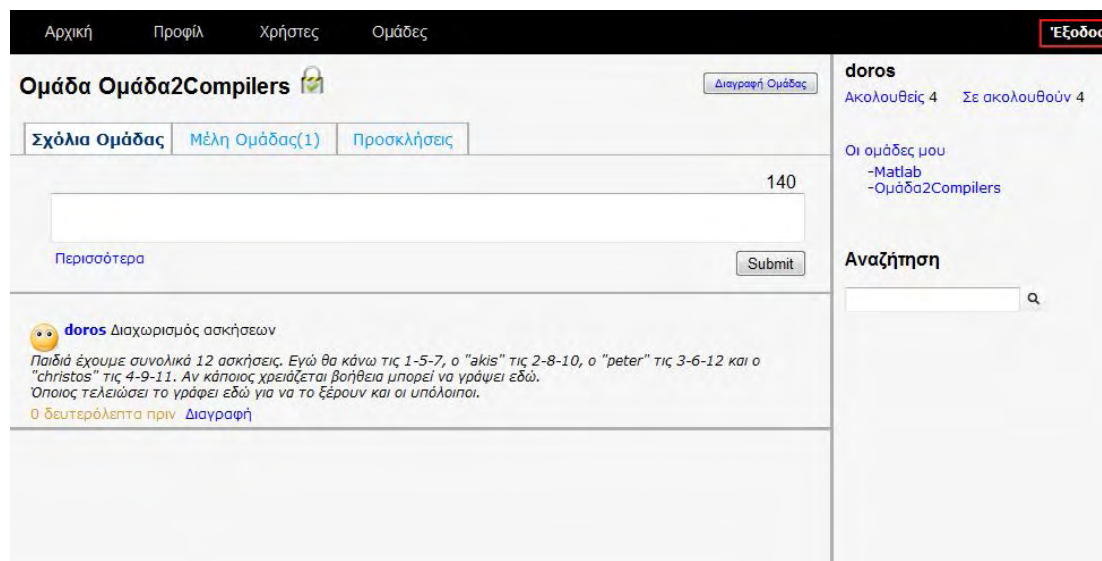 Αρχική Προφίλ Χρήστες Ομάδες Έξοδος
Ομάδα Ομάδα2Compilers
Διαγραφή Ομάδας
Σχόλια Ομάδας Μέλη Ομάδας(1) Προσκλήσεις
140
Περισσότερα
Submit
doros Διαχωρισμός ασκήσεων
Παιδιά έχουμε συνολικά 12 ασκήσεις. Εγώ θα κάνω τις 1-5-7, ο "akis" τις 2-8-10, ο "peter" τις 3-6-12 και ο
"christos" τις 4-9-11. Αν κάποιος χρειάζεται βοήθεια μπορεί να γράψει εδώ.
Όποιος τελειώσει το γράφει εδώ για να το ξέρουν και οι υπόλοιποι.
0 δευτερόλεπτα πριν Διαγραφή
doros
Ακολουθείς 4 Σε ακολουθούν 4
Οι ομάδες μου
-Matlab
-Ομάδα2Compilers
Αναζήτηση